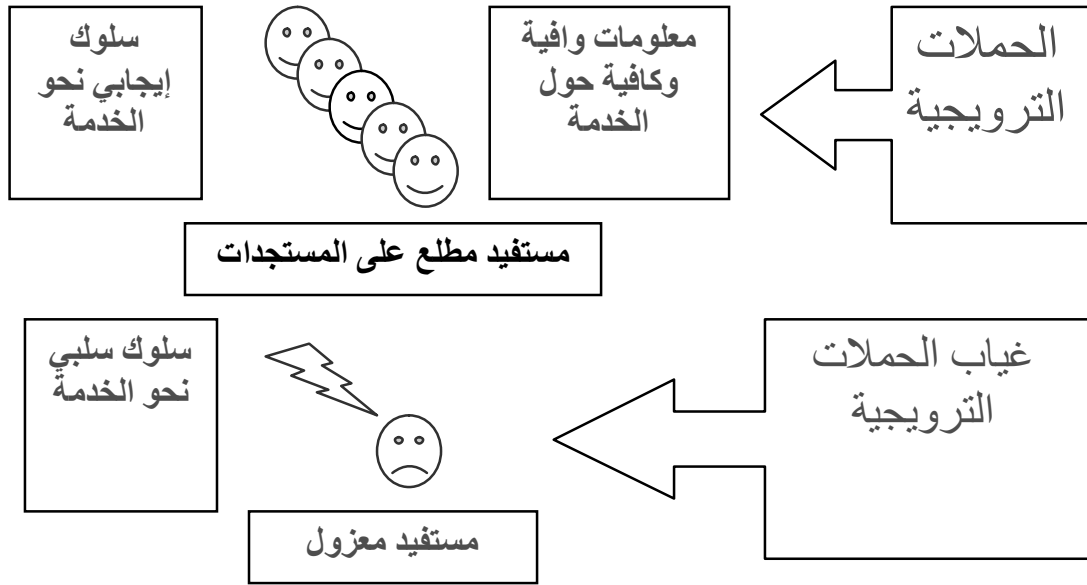 الحملات
الترويجية
معلومات وافية
وكافية حول
الخدمة
سلوك
إيجابي نحو
الخدمة
مستفيد مطلع على المستجدات
غياب الحملات
الترويجية
سلوك سلبي
نحو الخدمة
مستفيد معزول